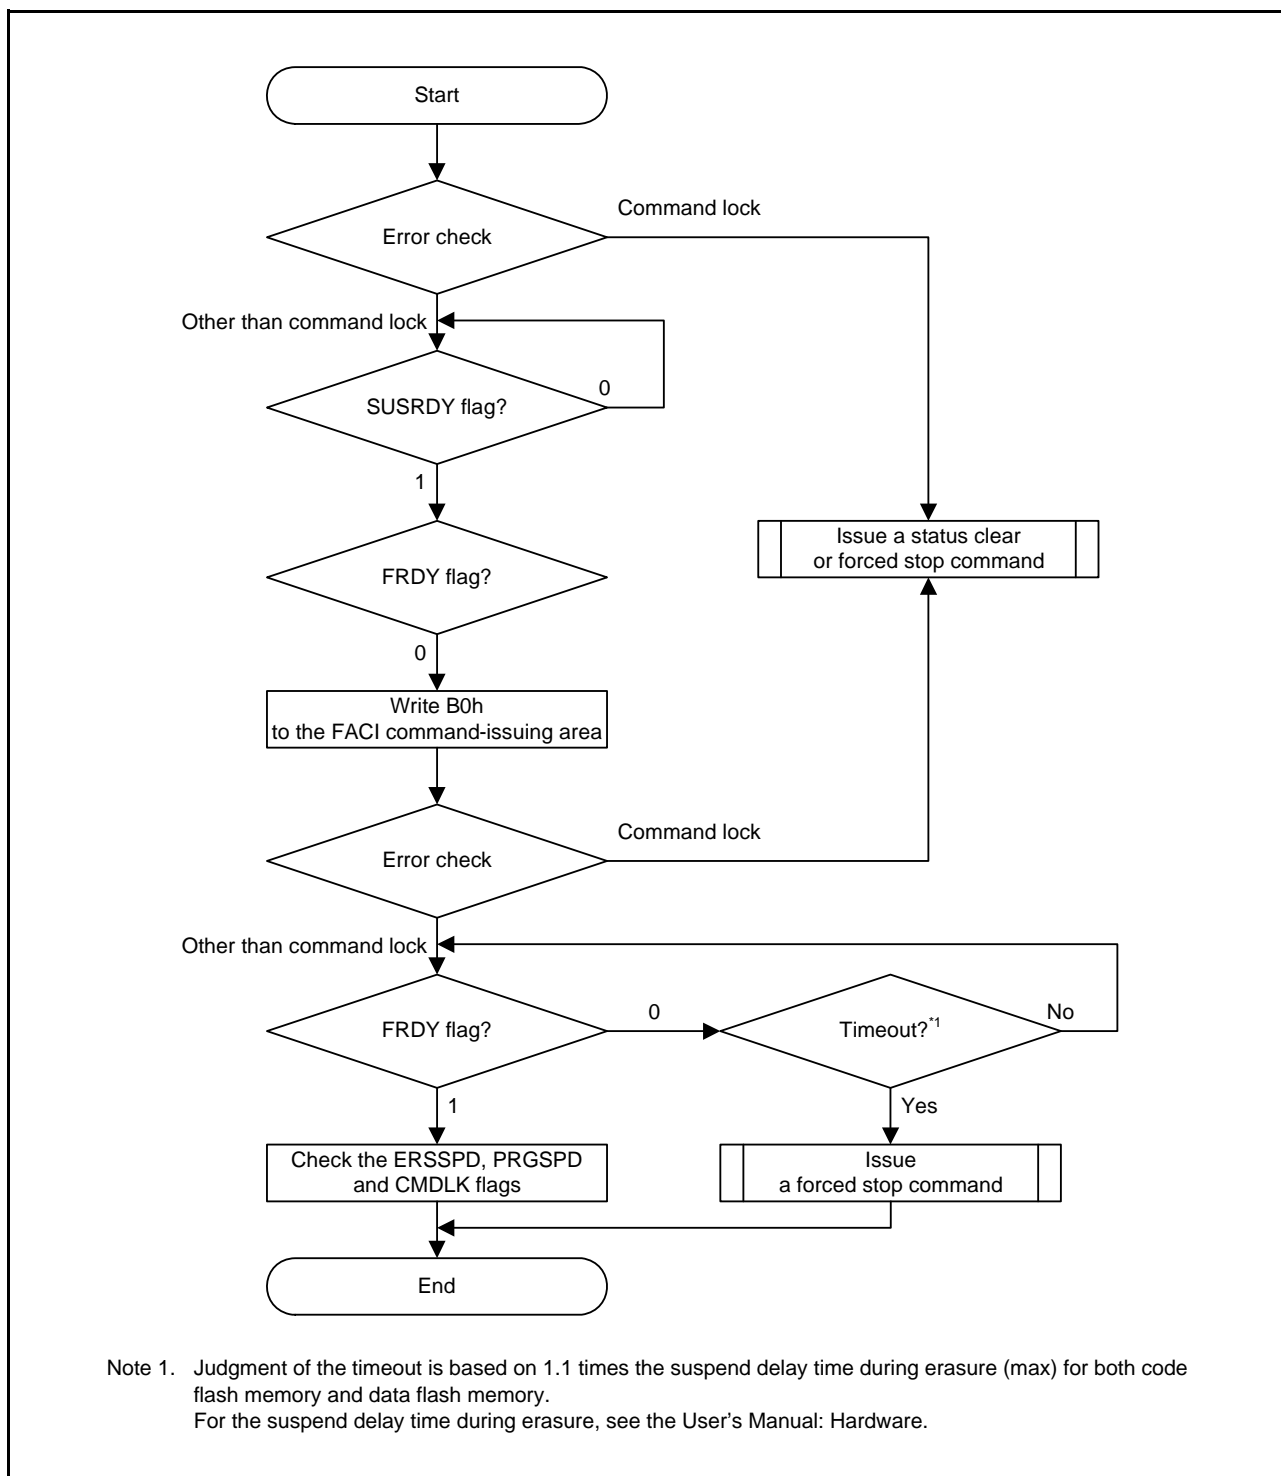 Start
Error check
Command lock
Other than command lock
SUSRDY flag?
0
1
FRDY flag?
0
Issue a status clear
or forced stop command
Write B0h
to the FACI command-issuing area
Error check
Command lock
Other than command lock
FRDY flag?
0
Timeout?*1
No
1
Yes
Check the ERSSPD, PRGSPD
and CMDLK flags
Issue
a forced stop command
End
Note 1. Judgment of the timeout is based on 1.1 times the suspend delay time during erasure (max) for both code
flash memory and data flash memory.
For the suspend delay time during erasure, see the User's Manual: Hardware.